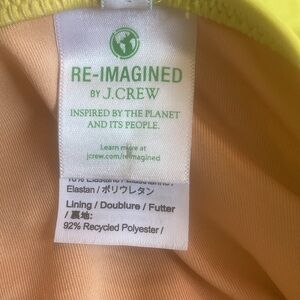 RE-IMAGINED
BY J.CREW
INSPIRED BY THE PLANET
AND ITS PEOPLE.
Learn more at
jcrew.com/reimagined
Elastan / ポリウレタン
Lining / Doublure / Futter
/ 裏地:
92% Recycled Polyester /